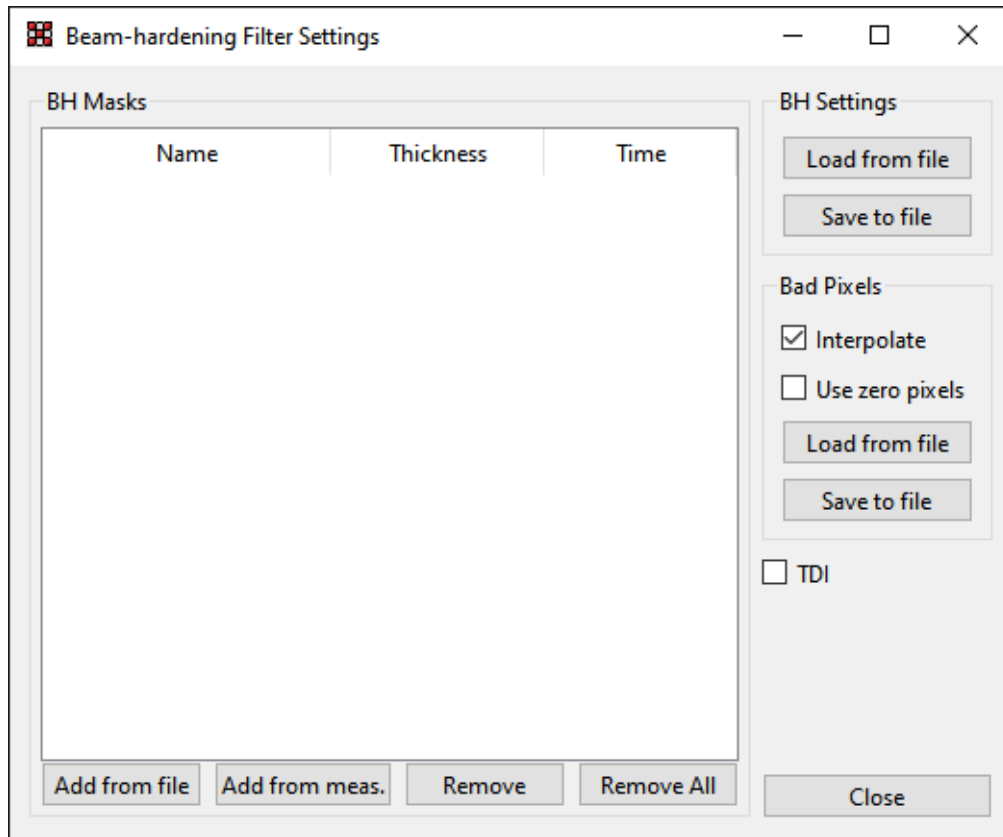 Beam-hardening Filter Settings
BH Masks
Name Thickness Time
Add from file Add from meas. Remove Remove All
BH Settings
Load from file
Save to file
Bad Pixels
Interpolate
Use zero pixels
Load from file
Save to file
TDI
Close